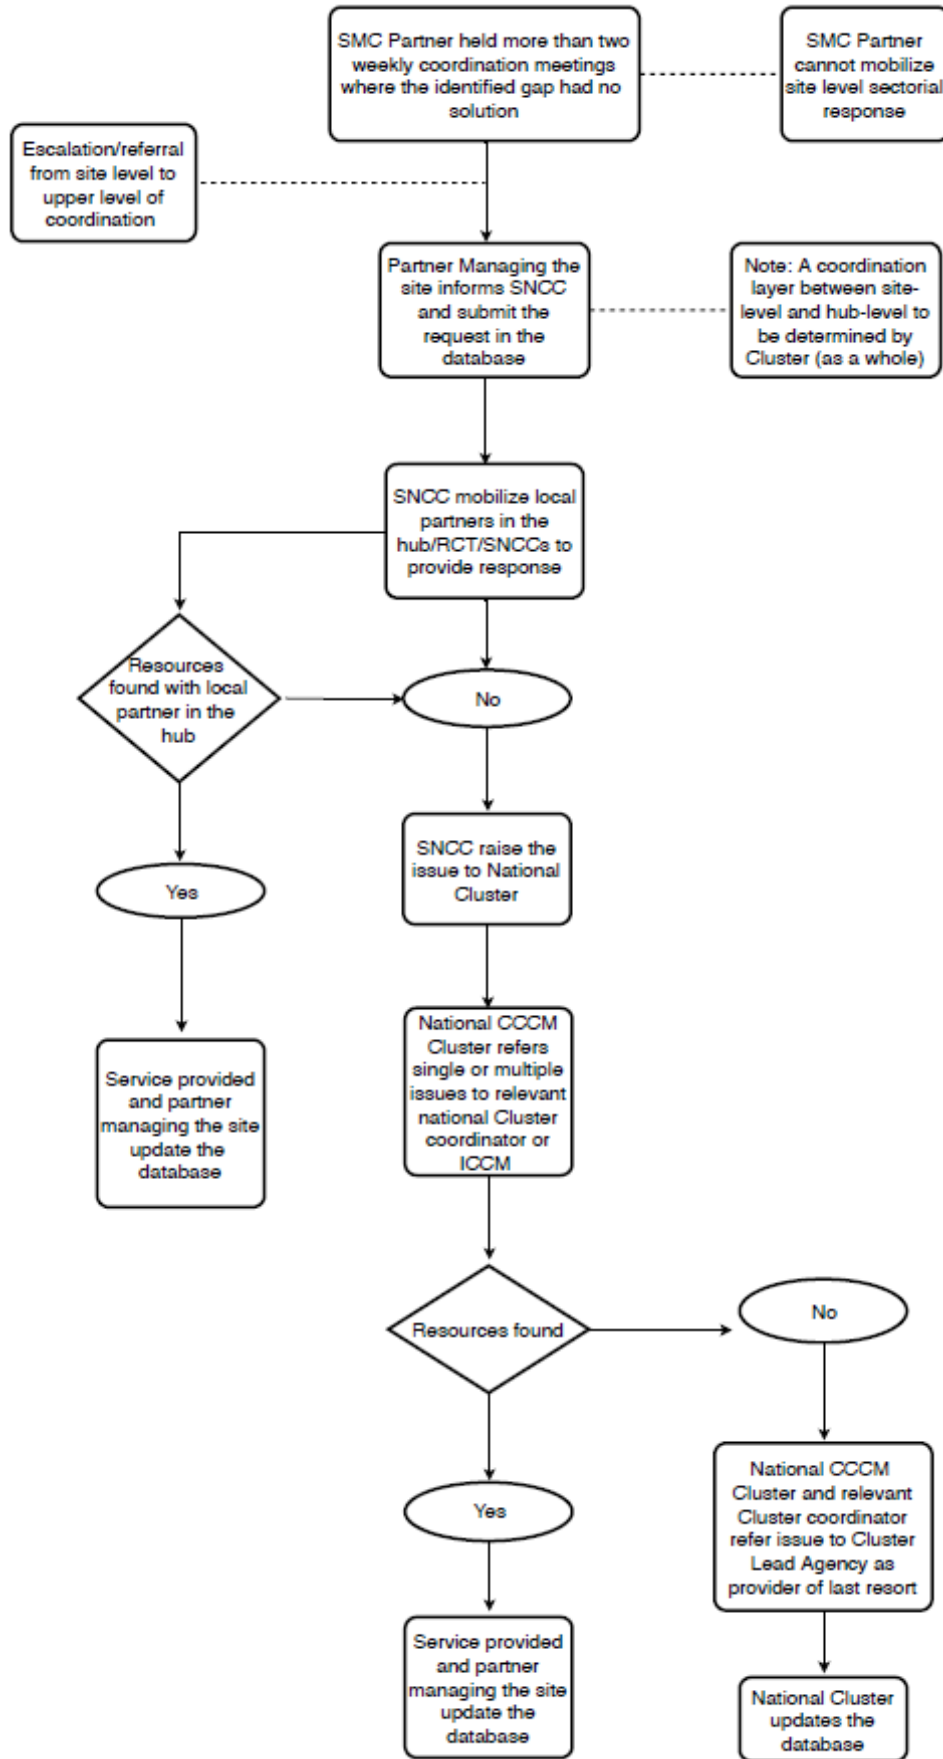 SMC Partner held more than two
weekly coordination meetings
where the identified gap had no
solution
SMC Partner
cannot mobilize
site level sectorial
response
Escalation/referral
from site level to
upper level of
coordination
Partner Managing the
site informs SNCC
and submit the
request in the
database
Note: A coordination
layer between site-
level and hub-level to
be determined by
Cluster (as a whole)
SNCC mobilize local
partners in the
hub/RCT/SNCCs to
provide response
Resources
found with local
partner in the
hub
No
SNCC raise the
issue to National
Cluster
Yes
National CCCM
Cluster refers
single or multiple
issues to relevant
national Cluster
coordinator or
ICCM
Service provided
and partner
managing the site
update the
database
Resources found
No
Yes
National CCCM
Cluster and relevant
Cluster coordinator
refer issue to Cluster
Lead Agency as
provider of last resort
Service provided
and partner
managing the site
update the
database
National Cluster
updates the
database